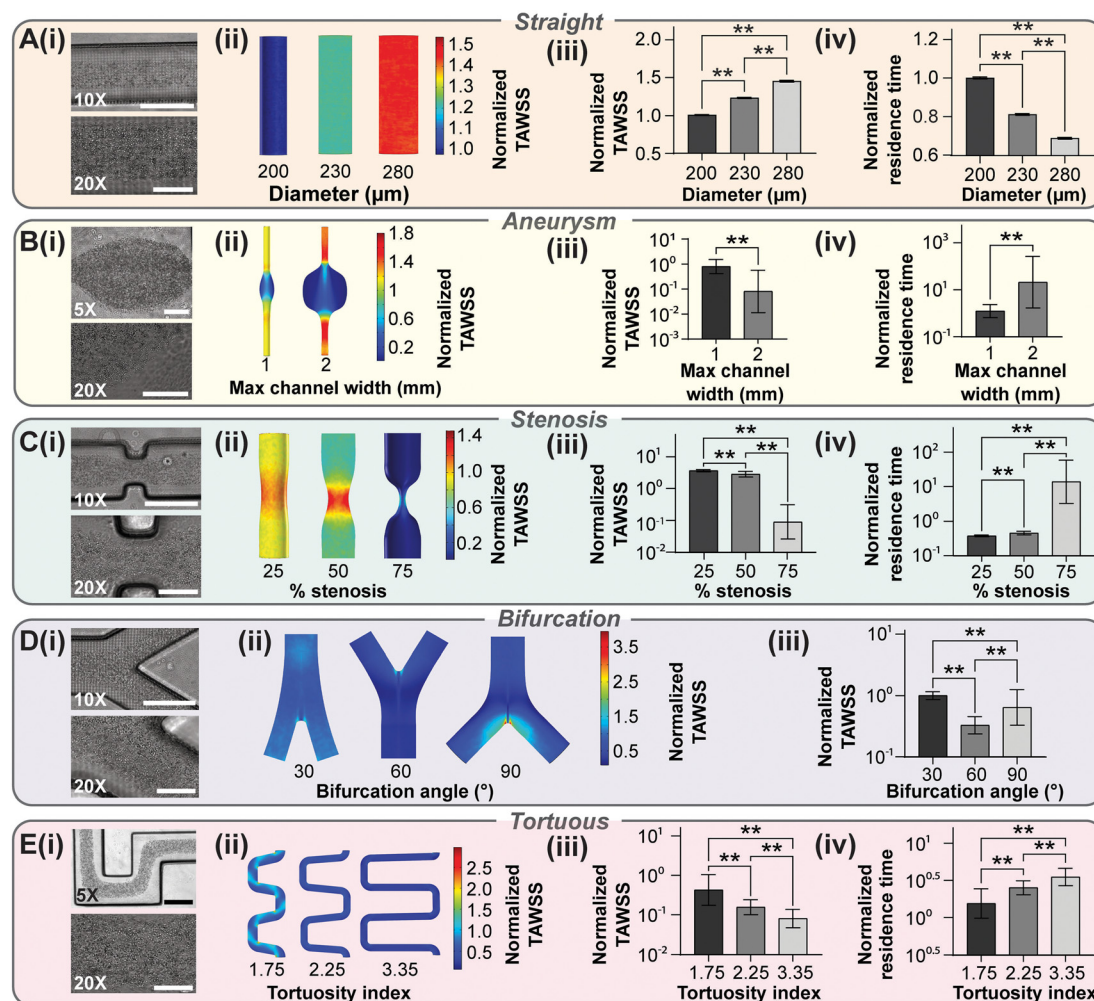 Straight
A(i)
10X
20X
(ii)
200 230 280
Diameter (µm)
1.5
1.4
1.3
1.2
1.1
1.0
Normalized
TAWSS
(iii)
Normalized
TAWSS
2.0
1.5
1.0
0.5
**
** **
200 230 280
Diameter (µm)
(iv)
Normalized
residence time
1.2
1.0
0.8
0.6
**
** **
200 230 280
Diameter (µm)
Aneurysm
B(i)
5X
20X
(ii)
1 2
Max channel width (mm)
1.8
1.4
1.0
0.6
0.2
Normalized
TAWSS
(iii)
Normalized
TAWSS
10¹
10⁰
10⁻¹
10⁻²
10⁻³
**
1 2
Max channel
width (mm)
(iv)
Normalized
residence time
10³
10¹
10⁻¹
**
1 2
Max channel
width (mm)
Stenosis
C(i)
10X
20X
(ii)
25 50 75
% stenosis
1.4
1.0
0.6
0.2
Normalized
TAWSS
(iii)
Normalized
TAWSS
10²
10⁰
10⁻¹
10⁻²
**
** **
25 50 75
% stenosis
(iv)
Normalized
residence time
10²
10¹
10⁰
10⁻¹
**
** **
25 50 75
% stenosis
Bifurcation
D(i)
10X
20X
(ii)
30 60 90
Bifurcation angle (°)
3.5
2.5
1.5
0.5
Normalized
TAWSS
(iii)
Normalized
TAWSS
10¹
10⁰
10⁻¹
**
** **
30 60 90
Bifurcation angle (°)
Tortuous
E(i)
5X
20X
(ii)
1.75 2.25 3.35
Tortuosity index
2.5
2.0
1.5
1.0
0.5
Normalized
TAWSS
(iii)
Normalized
TAWSS
10¹
10⁰
10⁻¹
10⁻²
**
** **
1.75 2.25 3.35
Tortuosity index
(iv)
Normalized
residence time
10¹
10⁰·⁵
10⁰
10⁰·⁵
**
** **
1.75 2.25 3.35
Tortuosity index